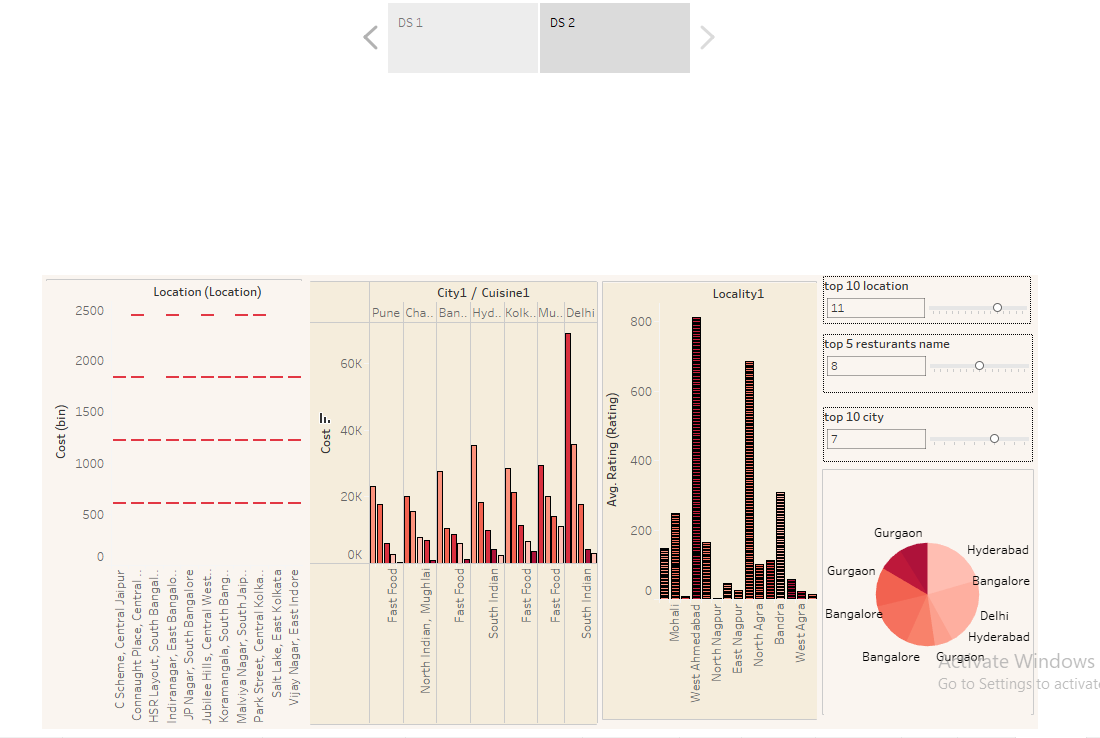 DS 1
DS 2
Location (Location)
Cost (bin)
2500
2000
1500
1000
500
0
C Scheme, Central Jaipur
Connaught Place, Central ..
HSR Layout, South Bangal..
Indiranagar, East Bangalo..
JP Nagar, South Bangalore
Jubilee Hills, Central West..
Koramangala, South Bang..
Malviya Nagar, South Jaip..
Park Street, Central Kolka..
Salt Lake, East Kolkata
Vijay Nagar, East Indore
City1 / Cuisine1
Pune
Cha..
Ban..
Hyd..
Kolk..
Mu..
Delhi
Cost
60K
40K
20K
0K
Fast Food
North Indian, Mughlai
Fast Food
South Indian
Fast Food
Fast Food
South Indian
Locality1
Avg. Rating (Rating)
800
600
400
200
0
Mohali
West Ahmedabad
North Nagpur
East Nagpur
North Agra
Bandra
West Agra
top 10 location
11
top 5 resturants name
8
top 10 city
7
Gurgaon
Hyderabad
Gurgaon
Bangalore
Bangalore
Delhi
Hyderabad
Bangalore
Gurgaon
Activate Windows
Go to Settings to activate